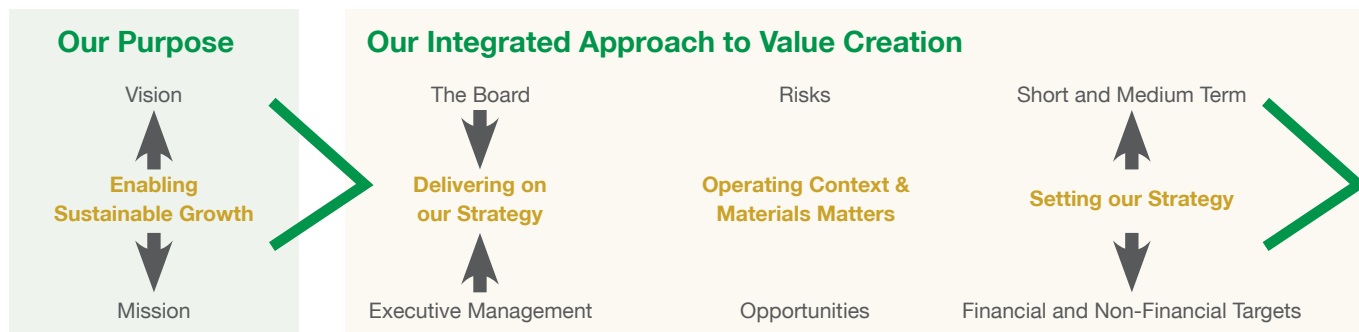 Our Purpose
Vision
Enabling
Sustainable Growth
Mission
Our Integrated Approach to Value Creation
The Board
Delivering on
our Strategy
Executive Management
Risks
Operating Context &
Materials Matters
Opportunities
Short and Medium Term
Setting our Strategy
Financial and Non-Financial Targets